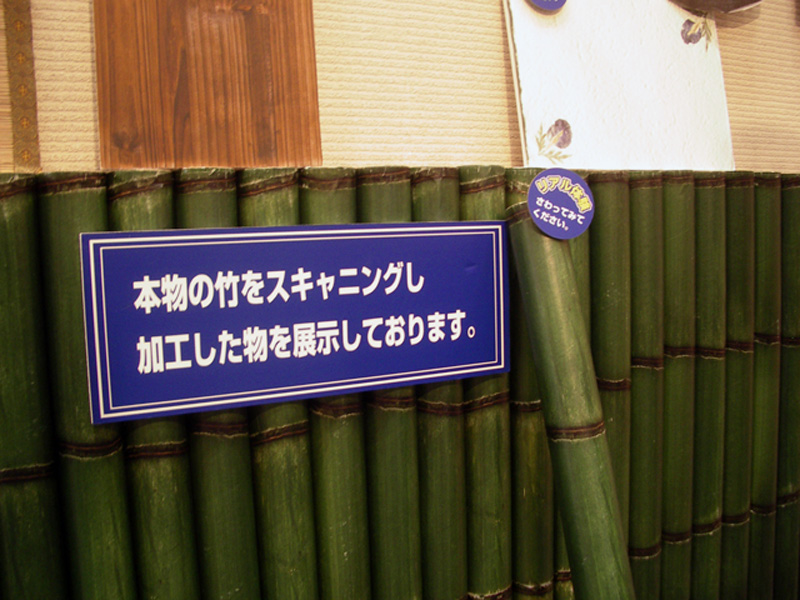 本物の竹をスキャニングし
加工した物を展示しております。
リアル体験
さわってみて
ください。